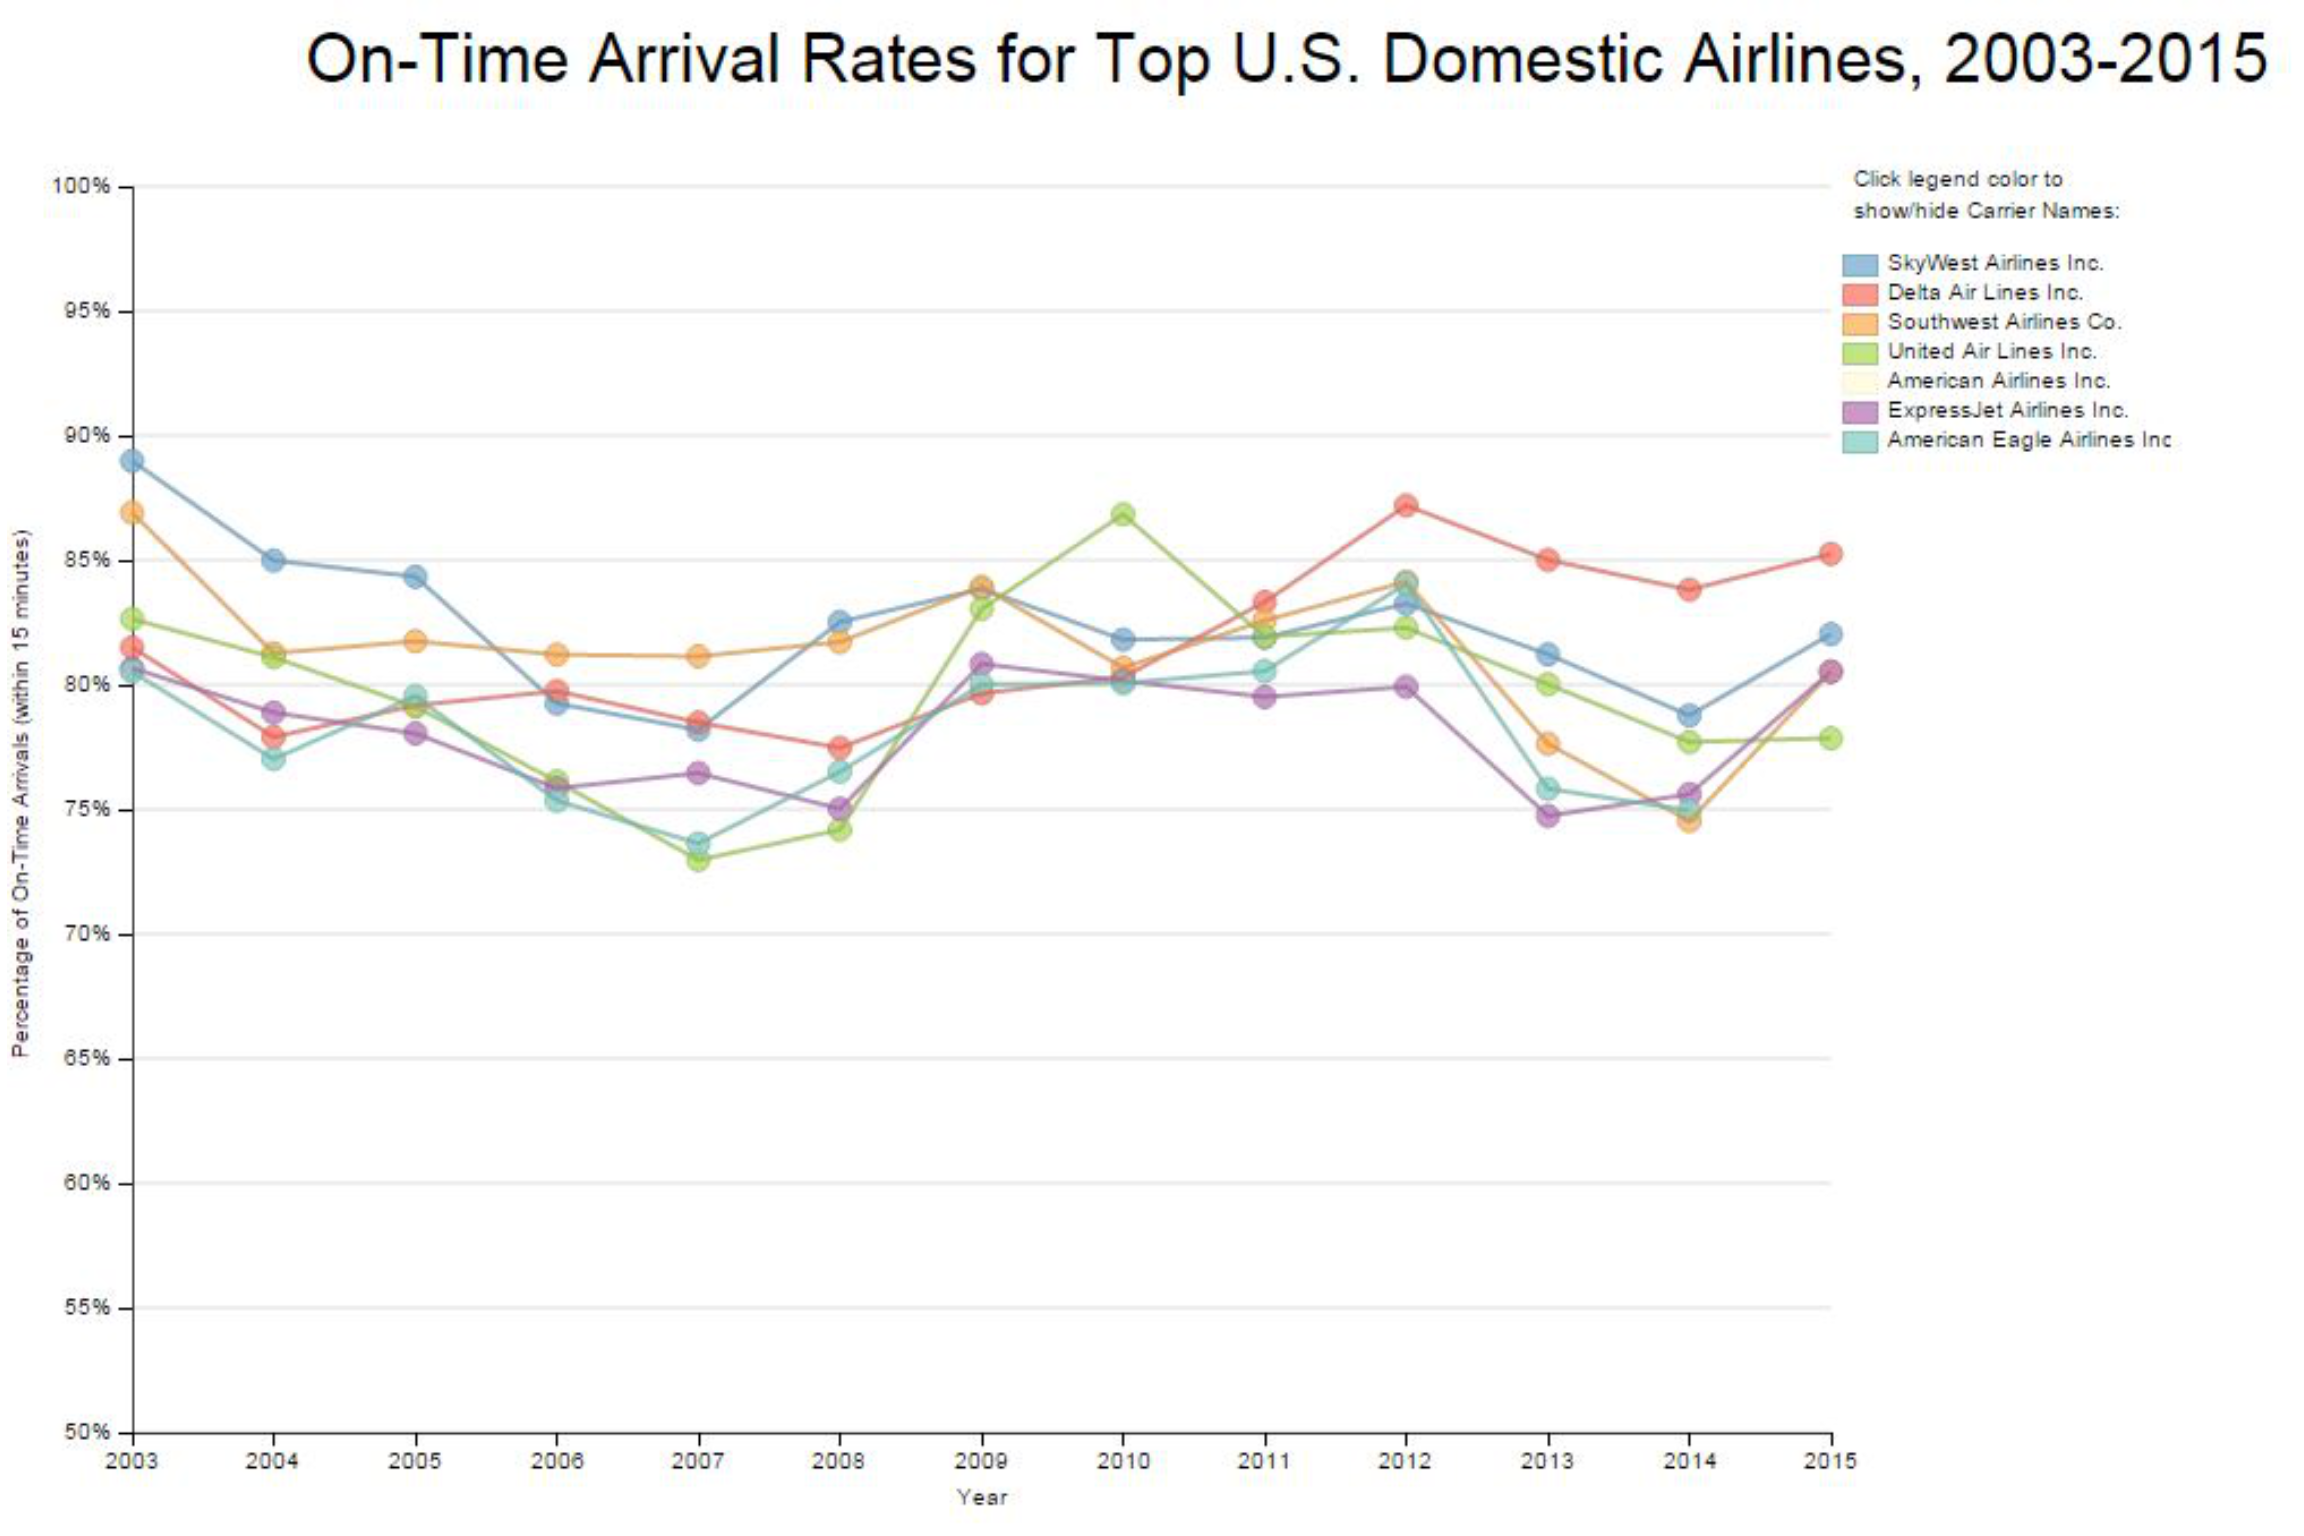 On-Time Arrival Rates for Top U.S. Domestic Airlines, 2003-2015
Click legend color to
show/hide Carrier Names:
SkyWest Airlines Inc.
Delta Air Lines Inc.
Southwest Airlines Co.
United Air Lines Inc.
American Airlines Inc.
ExpressJet Airlines Inc.
American Eagle Airlines Inc
Percentage of On-Time Arrivals (within 15 minutes)
100%
95%
90%
85%
80%
75%
70%
65%
60%
55%
50%
2003 2004 2005 2006 2007 2008 2009 2010 2011 2012 2013 2014 2015
Year